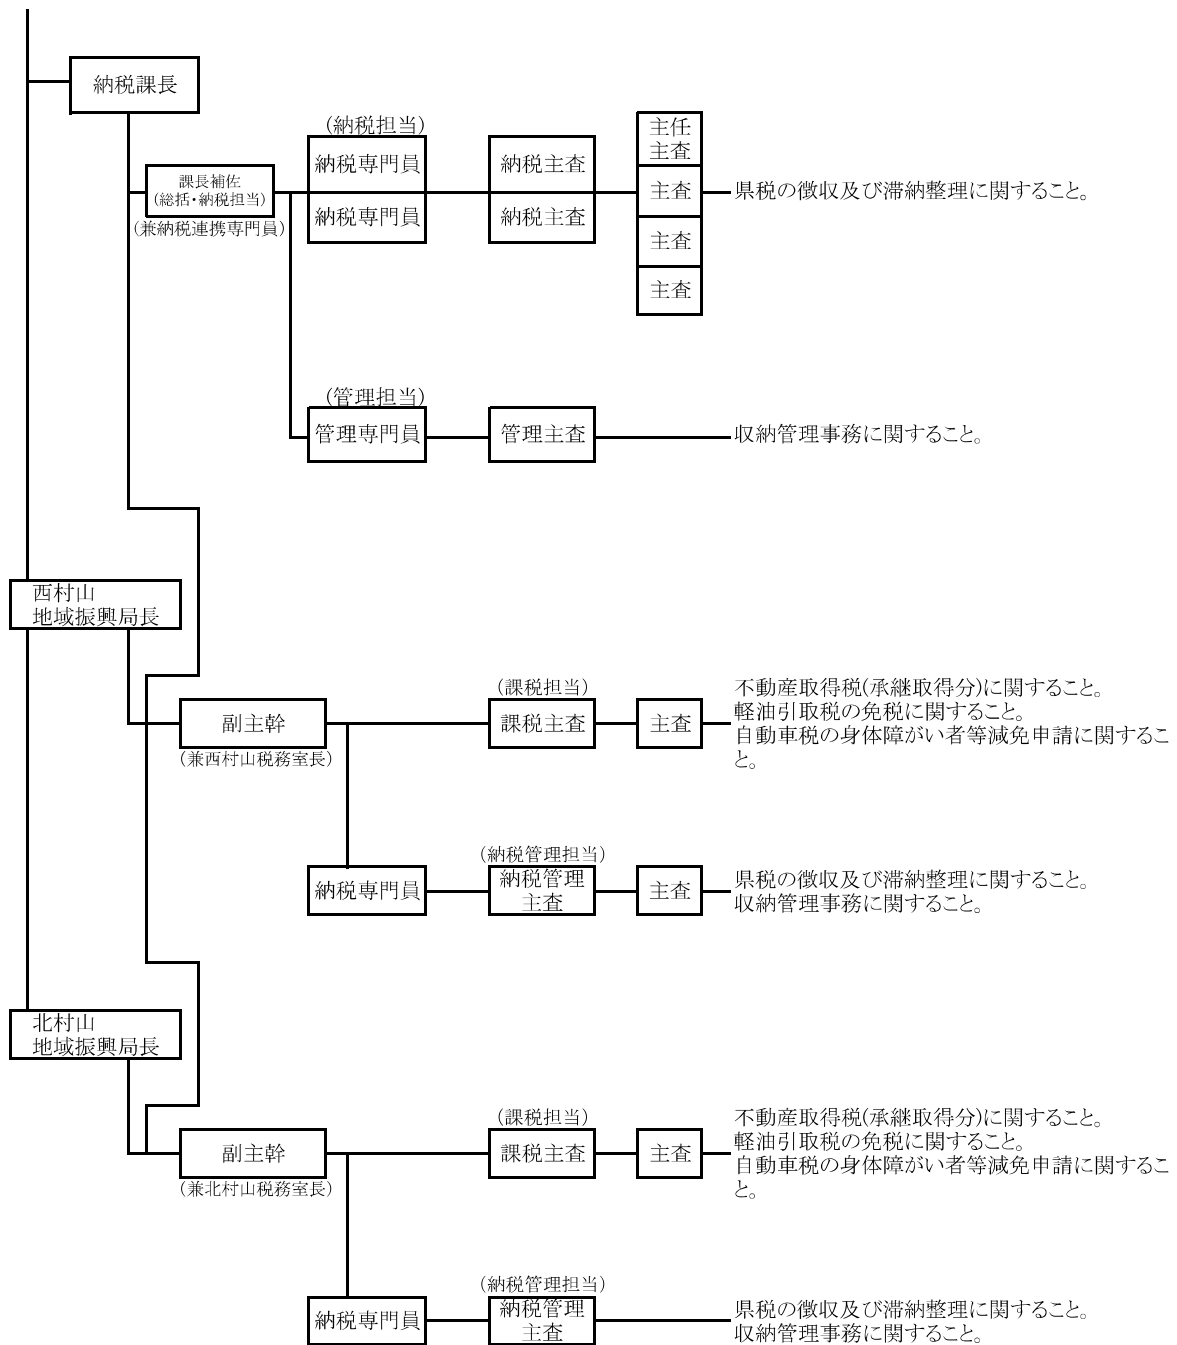 納税課長
(納税担当)
納税専門員
納税専門員
納税主査
納税主査
主任
主査
主査
主査
主査
課長補佐
(総括・納税担当)
(兼納税連携専門員)
県税の徴収及び滞納整理に関すること。
(管理担当)
管理専門員
管理主査
収納管理事務に関すること。
西村山
地域振興局長
副主幹
(兼西村山税務室長)
(課税担当)
課税主査
主査
不動産取得税(承継取得分)に関すること。
軽油引取税の免税に関すること。
自動車税の身体障がい者等減免申請に関するこ
と。
納税専門員
(納税管理担当)
納税管理
主査
主査
県税の徴収及び滞納整理に関すること。
収納管理事務に関すること。
北村山
地域振興局長
副主幹
(兼北村山税務室長)
(課税担当)
課税主査
主査
不動産取得税(承継取得分)に関すること。
軽油引取税の免税に関すること。
自動車税の身体障がい者等減免申請に関するこ
と。
納税専門員
(納税管理担当)
納税管理
主査
県税の徴収及び滞納整理に関すること。
収納管理事務に関すること。